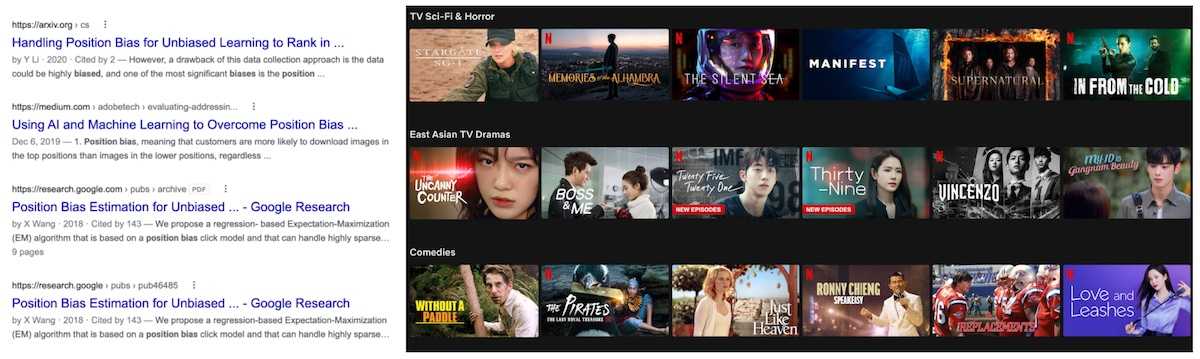 https://arxiv.org › cs
Handling Position Bias for Unbiased Learning to Rank in ...
by Y Li · 2020 · Cited by 2 — However, a drawback of this data collection approach is the data
could be highly biased, and one of the most significant biases is the position ...
https://medium.com › adobetech › evaluating-addressin...
Using AI and Machine Learning to Overcome Position Bias ...
Dec 6, 2019 — 1. Position bias, meaning that customers are more likely to download images in
the top positions than images in the lower positions, regardless ...
https://research.google.com › pubs › archive PDF
Position Bias Estimation for Unbiased ... - Google Research
by X Wang · 2018 · Cited by 143 — We propose a regression- based Expectation-Maximization
(EM) algorithm that is based on a position bias click model and that can handle highly sparse...
9 pages
https://research.google › pubs › pub46485
Position Bias Estimation for Unbiased ... - Google Research
by X Wang · 2018 · Cited by 143 — We propose a regression-based Expectation-Maximization
(EM) algorithm that is based on a position bias click model and that can handle highly sparse...
TV Sci-Fi & Horror
STARGATE
SG·1
N
MEMORIES of the ALHAMBRA
N
THE SILENT SEA
MANIFEST
SUPERNATURAL
N
IN FROM THE COLD
East Asian TV Dramas
N
THE
UNCANNY
COUNTER
BOSS
& ME
N
IMF
98
Twenty Five
Twenty One
NEW EPISODES
N
Thirty
-Nine
NEW EPISODES
N
VINCENZO
My ID is
Gangnam Beauty
Comedies
WITHOUT A
PADDLE
N
THE PIRATES
THE LAST ROYAL TREASURE
Just
Like
Heaven
N
RONNY CHIENG
SPEAKEASY
THE REPLACEMENTS
N
Love and
Leashes